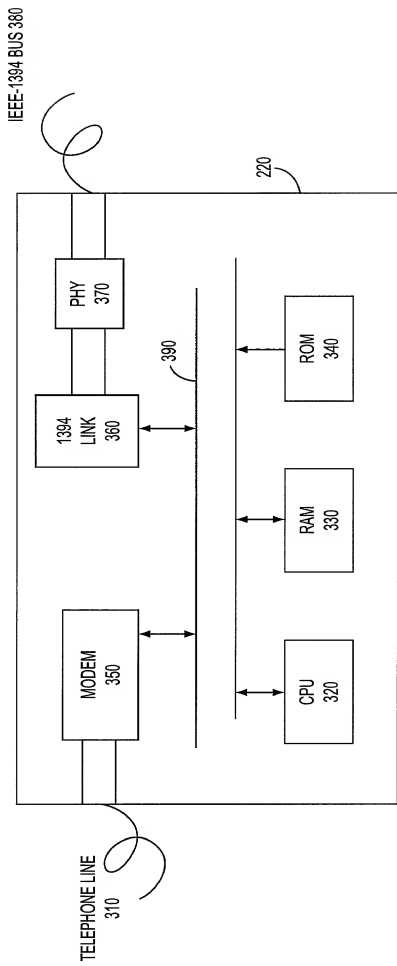 IEEE-1394 BUS 380
220
PHY
370
390
1394
LINK
360
ROM
340
RAM
330
MODEM
350
CPU
320
TELEPHONE LINE
310